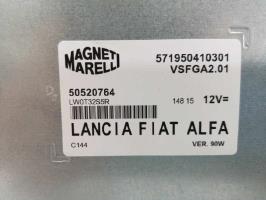 MAGNETI
MARELLI
571950410301
VSFGA2.01
50520764
LW0T32S5R
148 15 12V=
LANCIA FIAT ALFA
C144 VER. 90W